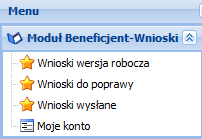 Menu
Moduł Beneficjent-Wnioski
Wnioski wersja robocza
Wnioski do poprawy
Wnioski wysłane
Moje konto